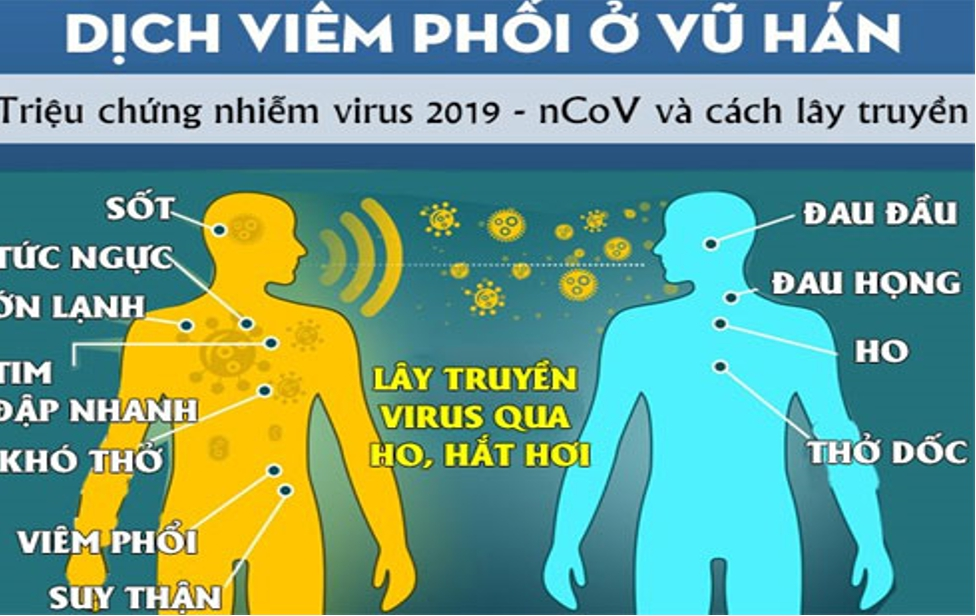 DỊCH VIÊM PHỔI Ở VŨ HÁN
Triệu chứng nhiễm virus 2019 - nCoV và cách lây truyền
SỐT
TỨC NGỰC
ỚN LẠNH
TIM
ĐẬP NHANH
KHÓ THỞ
VIÊM PHỔI
SUY THẬN
LÂY TRUYỀN
VIRUS QUA
HO, HẮT HƠI
ĐAU ĐẦU
ĐAU HỌNG
HO
THỞ DỐC